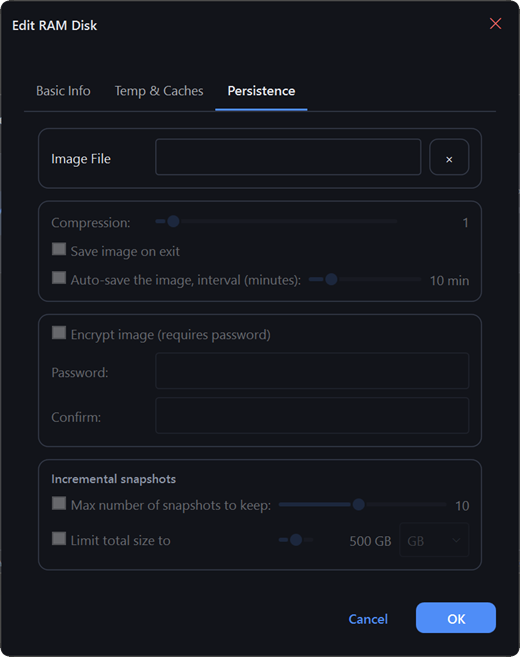 Edit RAM Disk
Basic Info Temp & Caches Persistence
Image File ×
Compression: 1
Save image on exit
Auto-save the image, interval (minutes): 10 min
Encrypt image (requires password)
Password:
Confirm:
Incremental snapshots
Max number of snapshots to keep: 10
Limit total size to 500 GB GB
Cancel OK